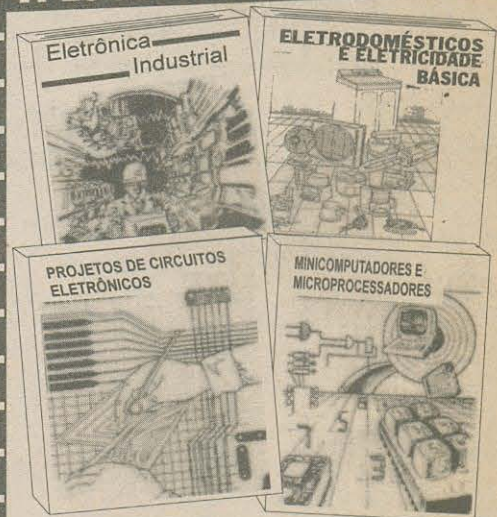 Eletrônica
Industrial
ELETRODOMÉSTICOS
E ELETRICIDADE
BÁSICA
PROJETOS DE CIRCUITOS
ELETRÔNICOS
MINICOMPUTADORES E
MICROPROCESSADORES